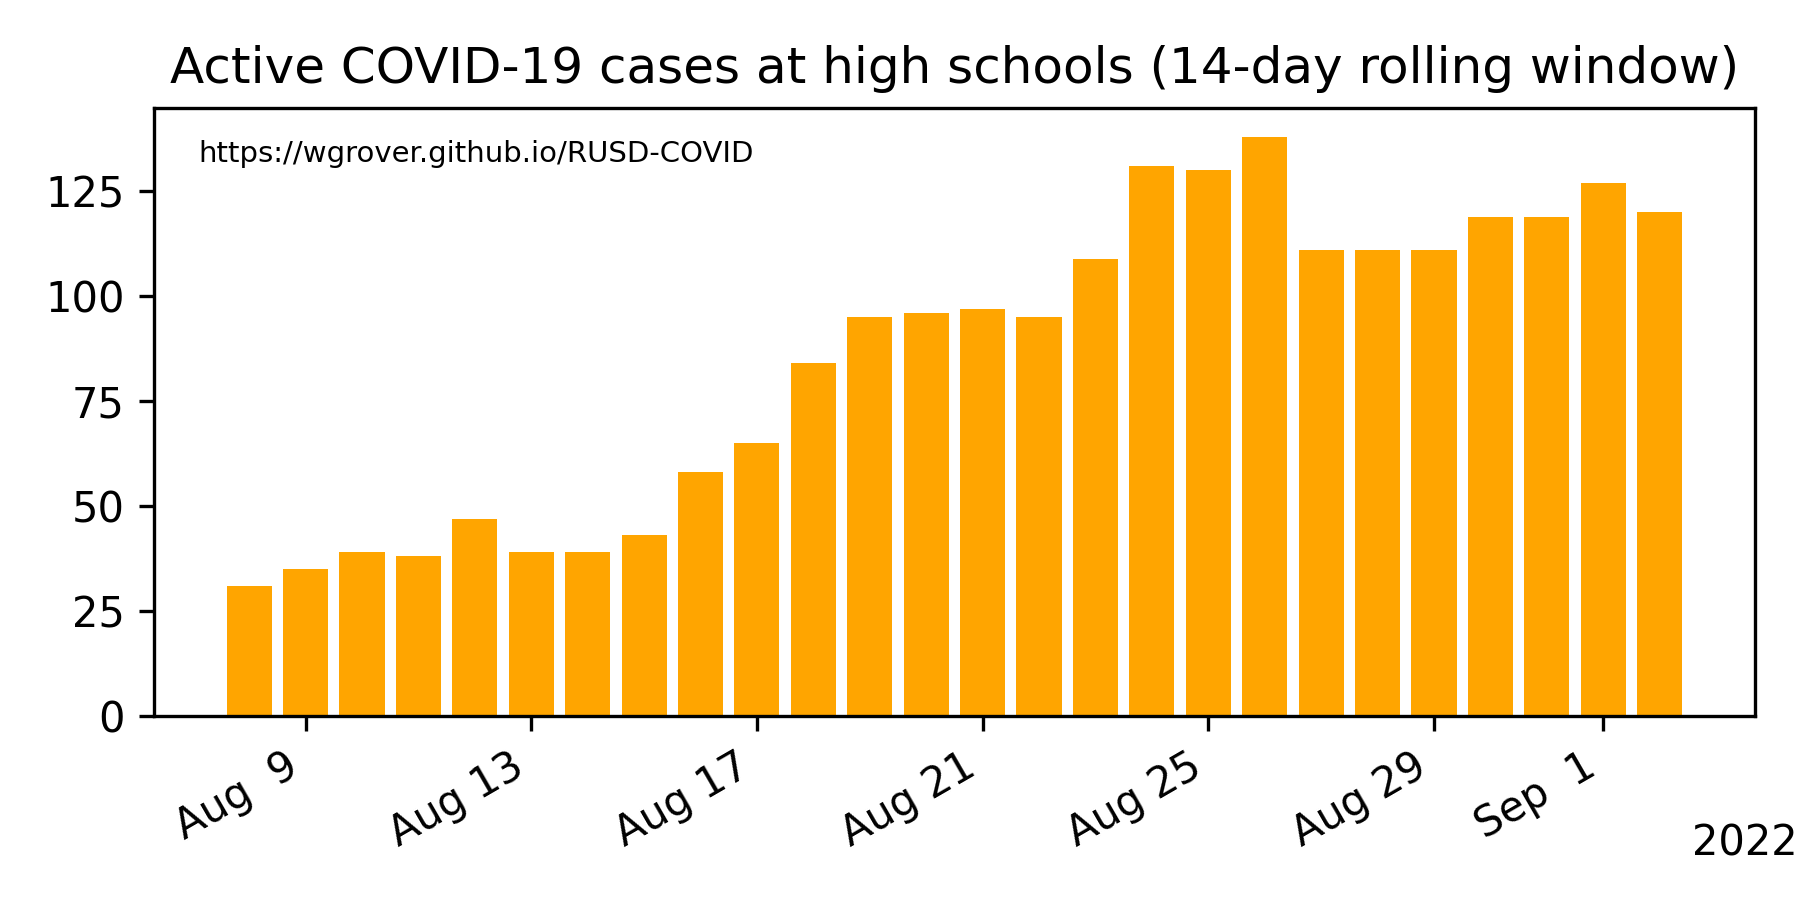 Active COVID-19 cases at high schools (14-day rolling window)
https://wgrover.github.io/RUSD-COVID
125
100
75
50
25
0
Aug 9
Aug 13
Aug 17
Aug 21
Aug 25
Aug 29
Sep 1
2022